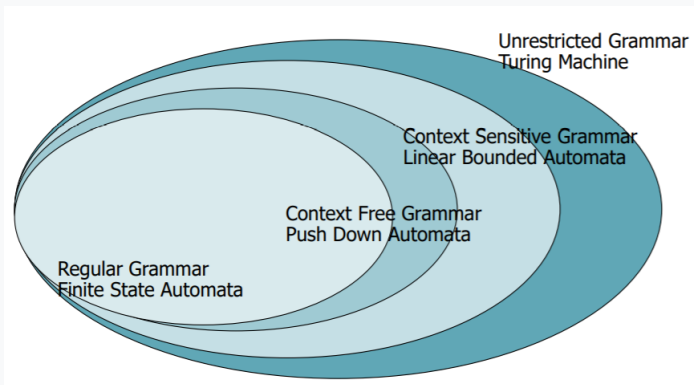 Unrestricted Grammar
Turing Machine
Context Sensitive Grammar
Linear Bounded Automata
Context Free Grammar
Push Down Automata
Regular Grammar
Finite State Automata